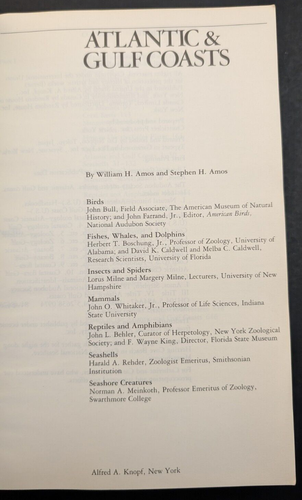 ATLANTIC &
GULF COASTS
By William H. Amos and Stephen H. Amos
Birds
John Bull, Field Associate, The American Museum of Natural
History; and John Farrand, Jr., Editor, American Birds,
National Audubon Society
Fishes, Whales, and Dolphins
Herbert T. Boschung, Jr., Professor of Zoology, University of
Alabama; and David K. Caldwell and Melba C. Caldwell,
Research Scientists, University of Florida
Insects and Spiders
Lorus Milne and Margery Milne, Lecturers, University of New
Hampshire
Mammals
John O. Whitaker, Jr., Professor of Life Sciences, Indiana
State University
Reptiles and Amphibians
John L. Behler, Curator of Herpetology, New York Zoological
Society; and F. Wayne King, Director, Florida State Museum
Seashells
Harald A. Rehder, Zoologist Emeritus, Smithsonian
Institution
Seashore Creatures
Norman A. Meinkoth, Professor Emeritus of Zoology,
Swarthmore College
Alfred A. Knopf, New York